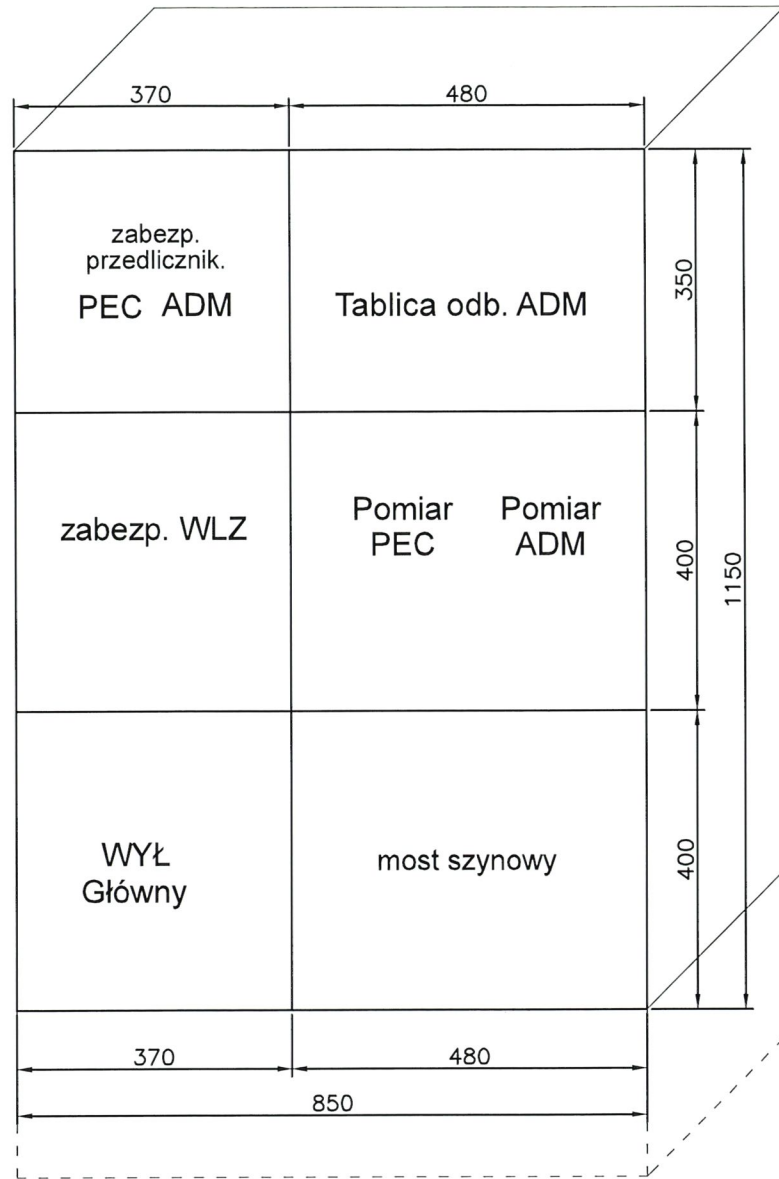 370
480
zabezp.
przedlicznik.
PEC ADM
Tablica odb. ADM
350
zabezp. WLZ
Pomiar
PEC
Pomiar
ADM
400
1150
WYŁ
Główny
most szynowy
400
370
480
850